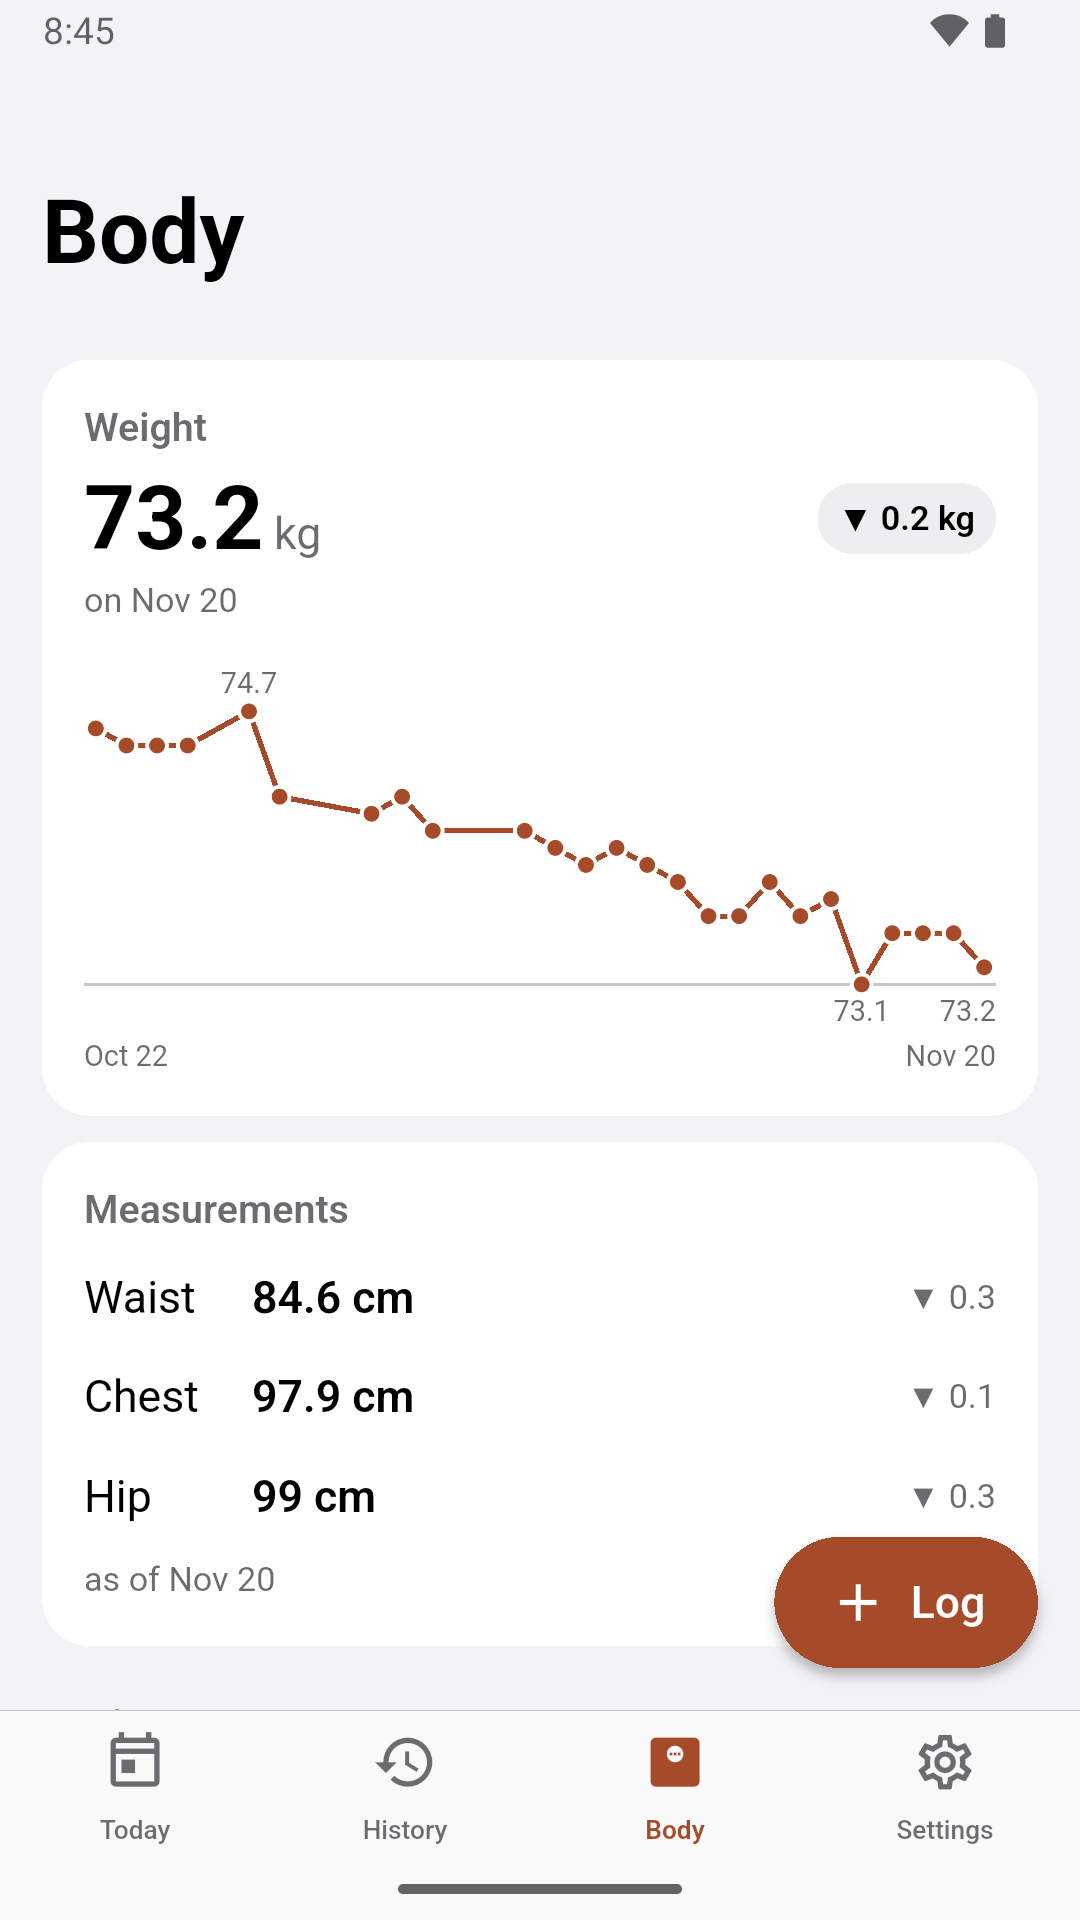 8:45
Body
Weight
73.2 kg
▼ 0.2 kg
on Nov 20
74.7
73.1
73.2
Oct 22
Nov 20
Measurements
Waist 84.6 cm ▼ 0.3
Chest 97.9 cm ▼ 0.1
Hip 99 cm ▼ 0.3
as of Nov 20
+ Log
Today
History
Body
Settings